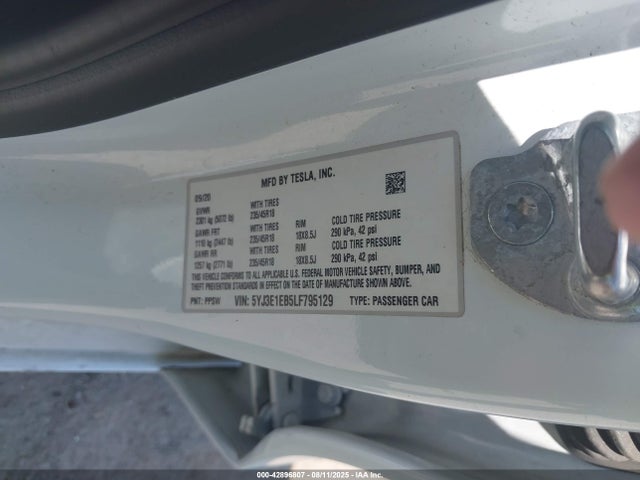 MFD BY TESLA, INC.
09/20
GVWR WITH TIRES
2301 kg (5072 lb) 235/45R18 RIM COLD TIRE PRESSURE
GAWR FRT WITH TIRES 18X8.5J 290 kPa, 42 psi
1110 kg (2447 lb) 235/45R18 RIM COLD TIRE PRESSURE
GAWR RR WITH TIRES 18X8.5J 290 kPa, 42 psi
1257 kg (2771 lb) 235/45R18
THIS VEHICLE CONFORMS TO ALL APPLICABLE U.S. FEDERAL MOTOR VEHICLE SAFETY, BUMPER, AND
THEFT PREVENTION STANDARDS IN EFFECT ON THE DATE OF MANUFACTURE SHOWN ABOVE.
PNT: PPSW VIN: 5YJ3E1EB5LF795129 TYPE: PASSENGER CAR
000-42896807 - 08/11/2025 - IAAI.COM